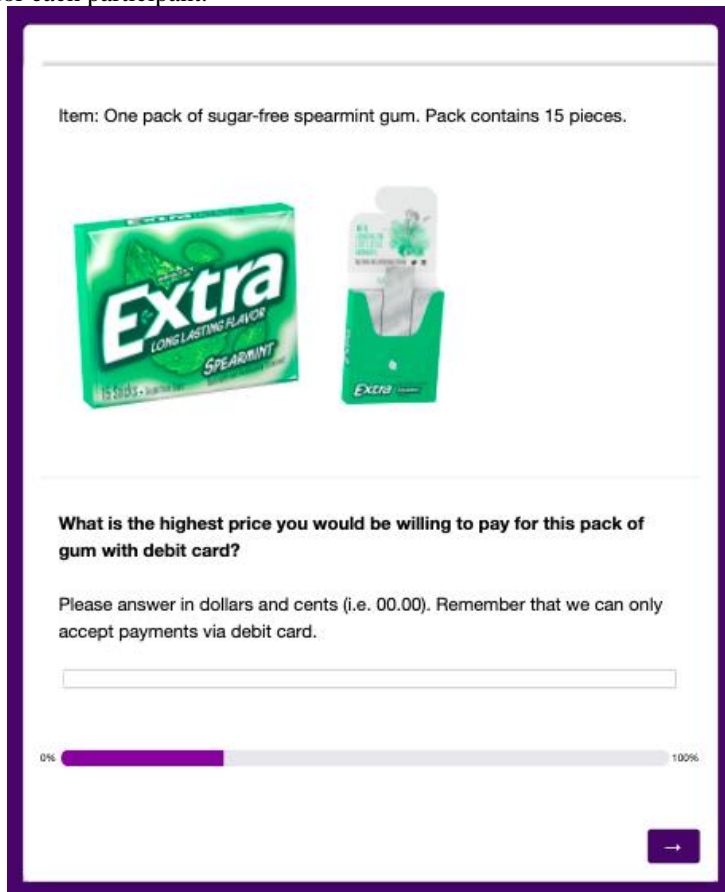 for each participant.
Item: One pack of sugar-free spearmint gum. Pack contains 15 pieces.
Extra
LONG LASTING FLAVOR
SPEARMINT
15 Sticks
Extra
What is the highest price you would be willing to pay for this pack of
gum with debit card?
Please answer in dollars and cents (i.e. 00.00). Remember that we can only
accept payments via debit card.
0%
100%
→